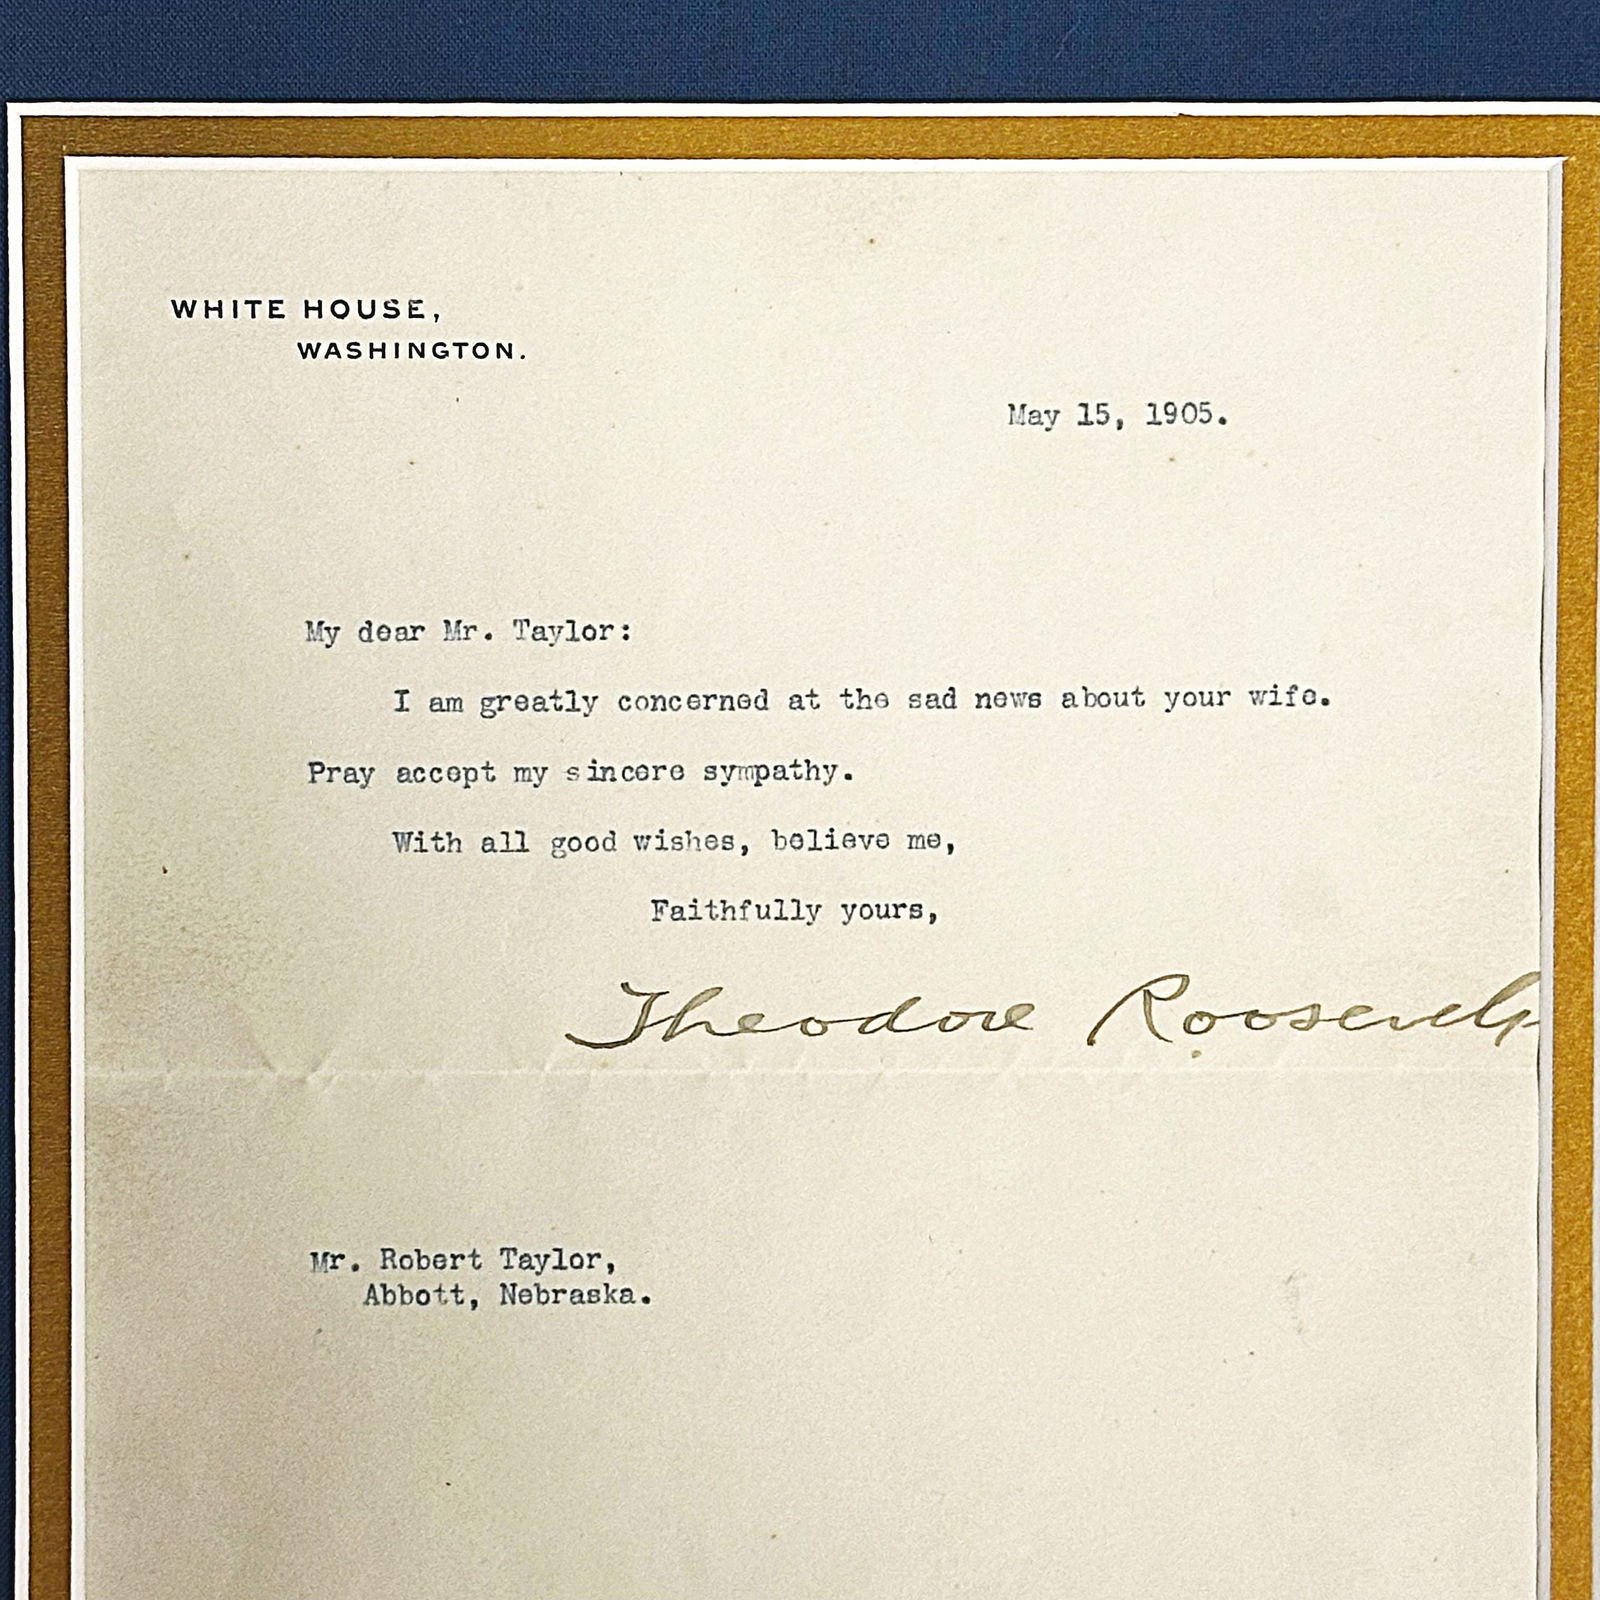 WHITE HOUSE,
WASHINGTON.
May 15, 1905.
My dear Mr. Taylor:
I am greatly concerned at the sad news about your wife.
Pray accept my sincere sympathy.
With all good wishes, believe me,
Faithfully yours,
Theodore Roosevelt
Mr. Robert Taylor,
Abbott, Nebraska.